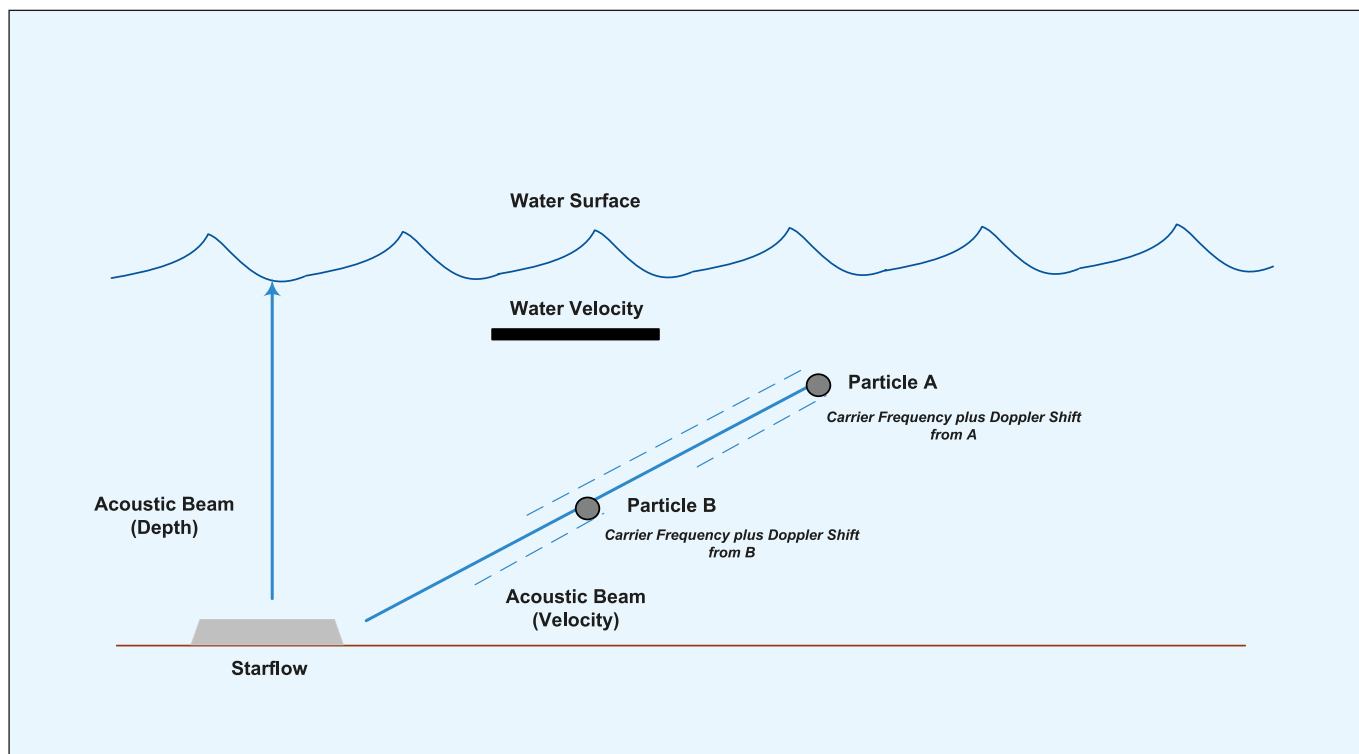 Water Surface
Water Velocity
Particle A
Carrier Frequency plus Doppler Shift
from A
Acoustic Beam
(Depth)
Particle B
Carrier Frequency plus Doppler Shift
from B
Acoustic Beam
(Velocity)
Starflow